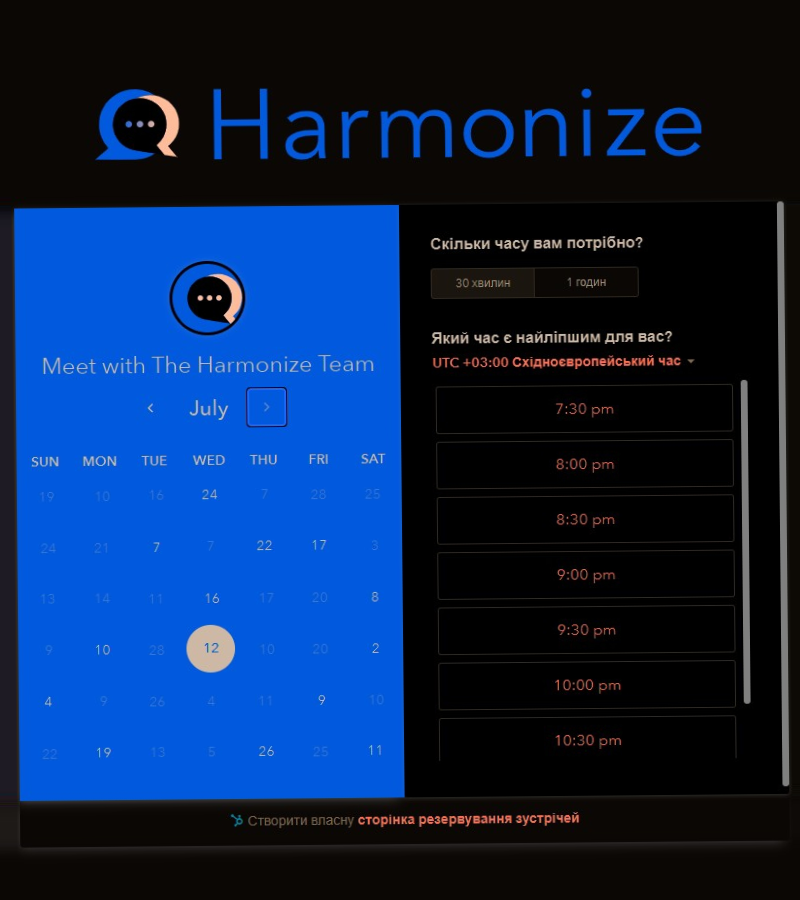 Harmonize
Meet with The Harmonize Team
July
SUN MON TUE WED THU FRI SAT
19 10 16 24 7 28 25
24 21 7 7 22 17 3
13 14 11 16 17 20 8
9 10 28 12 10 20 2
4 9 26 4 11 9 10
22 19 13 5 26 25 11
Скільки часу вам потрібно?
30 хвилин 1 годин
Який час є найліпшим для вас?
UTC +03:00 Східноєвропейський час
7:30 pm
8:00 pm
8:30 pm
9:00 pm
9:30 pm
10:00 pm
10:30 pm
Створити власну сторінка резервування зустрічей